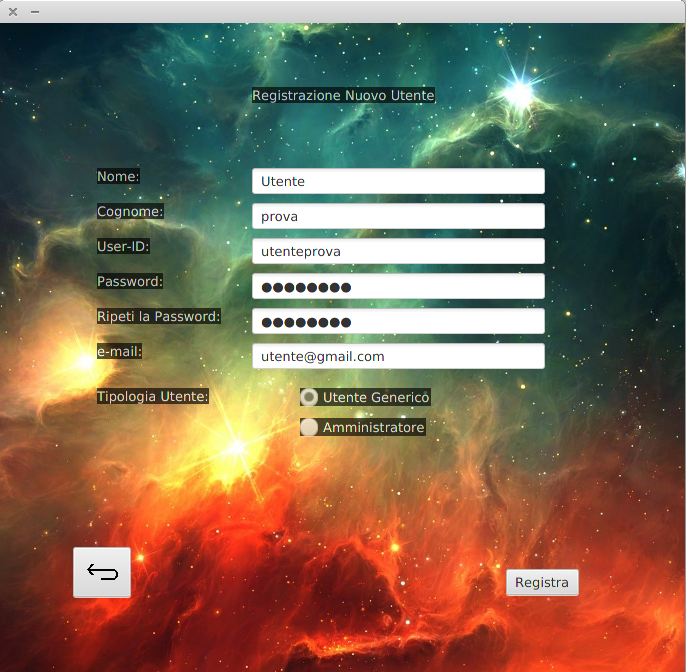 Registrazione Nuovo Utente
Nome: Utente
Cognome: prova
User-ID: utenteprova
Password: ●●●●●●●●
Ripeti la Password: ●●●●●●●●
e-mail: utente@gmail.com
Tipologia Utente: Utente Generico
Amministratore
Registra